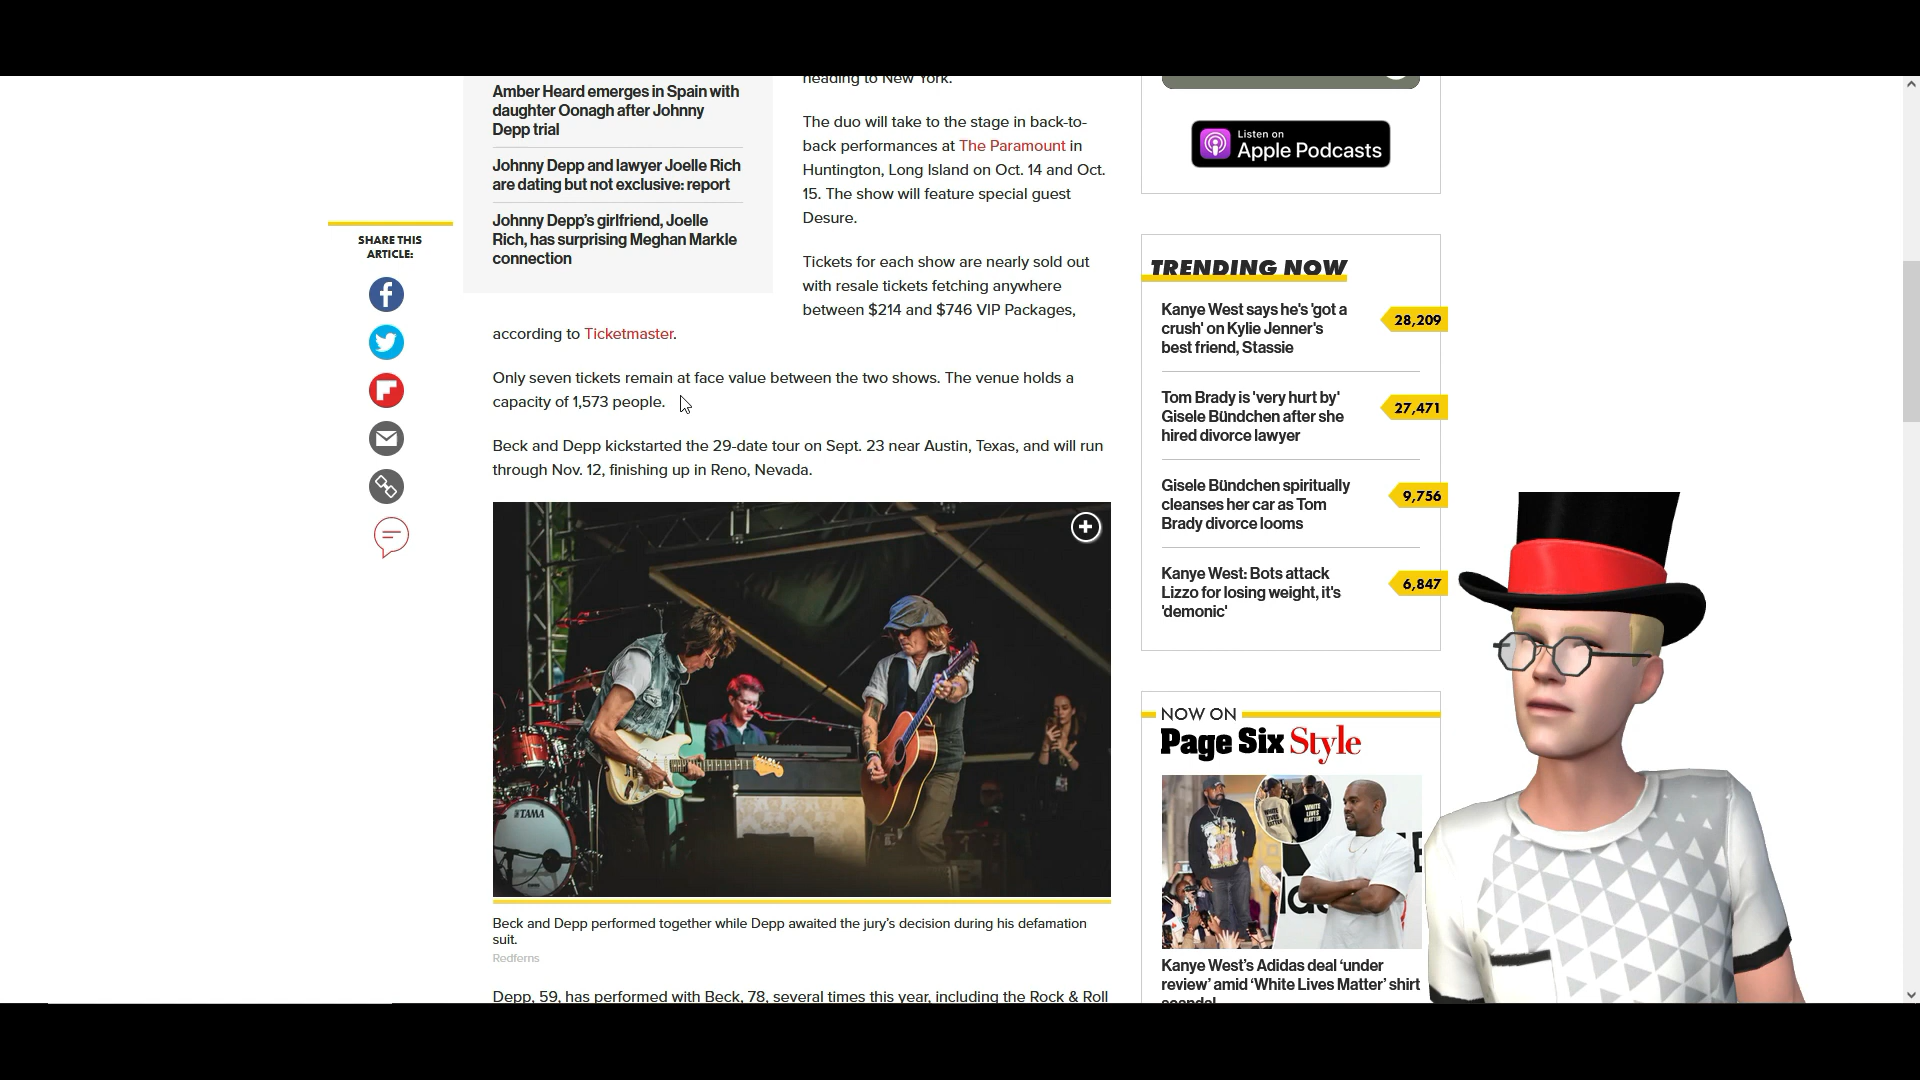 heading to New York.
Amber Heard emerges in Spain with
daughter Oonagh after Johnny
Depp trial
Johnny Depp and lawyer Joelle Rich
are dating but not exclusive: report
Johnny Depp’s girlfriend, Joelle
Rich, has surprising Meghan Markle
connection
The duo will take to the stage in back-to-
back performances at The Paramount in
Huntington, Long Island on Oct. 14 and Oct.
15. The show will feature special guest
Desure.
Tickets for each show are nearly sold out
with resale tickets fetching anywhere
between $214 and $746 VIP Packages,
according to Ticketmaster.
Only seven tickets remain at face value between the two shows. The venue holds a
capacity of 1,573 people.
Beck and Depp kickstarted the 29-date tour on Sept. 23 near Austin, Texas, and will run
through Nov. 12, finishing up in Reno, Nevada.
SHARE THIS
ARTICLE:
TAMA
Beck and Depp performed together while Depp awaited the jury’s decision during his defamation
suit.
Redferns
Depp, 59, has performed with Beck, 78, several times this year, including the Rock & Roll
Listen on
Apple Podcasts
TRENDING NOW
Kanye West says he's 'got a
crush' on Kylie Jenner's
best friend, Stassie
28,209
Tom Brady is 'very hurt by'
Gisele Bündchen after she
hired divorce lawyer
27,471
Gisele Bündchen spiritually
cleanses her car as Tom
Brady divorce looms
9,756
Kanye West: Bots attack
Lizzo for losing weight, it's
'demonic'
6,847
NOW ON
Page Six Style
WHITE
LIVES
MATTER
Kanye West’s Adidas deal ‘under
review’ amid ‘White Lives Matter’ shirt
scandal